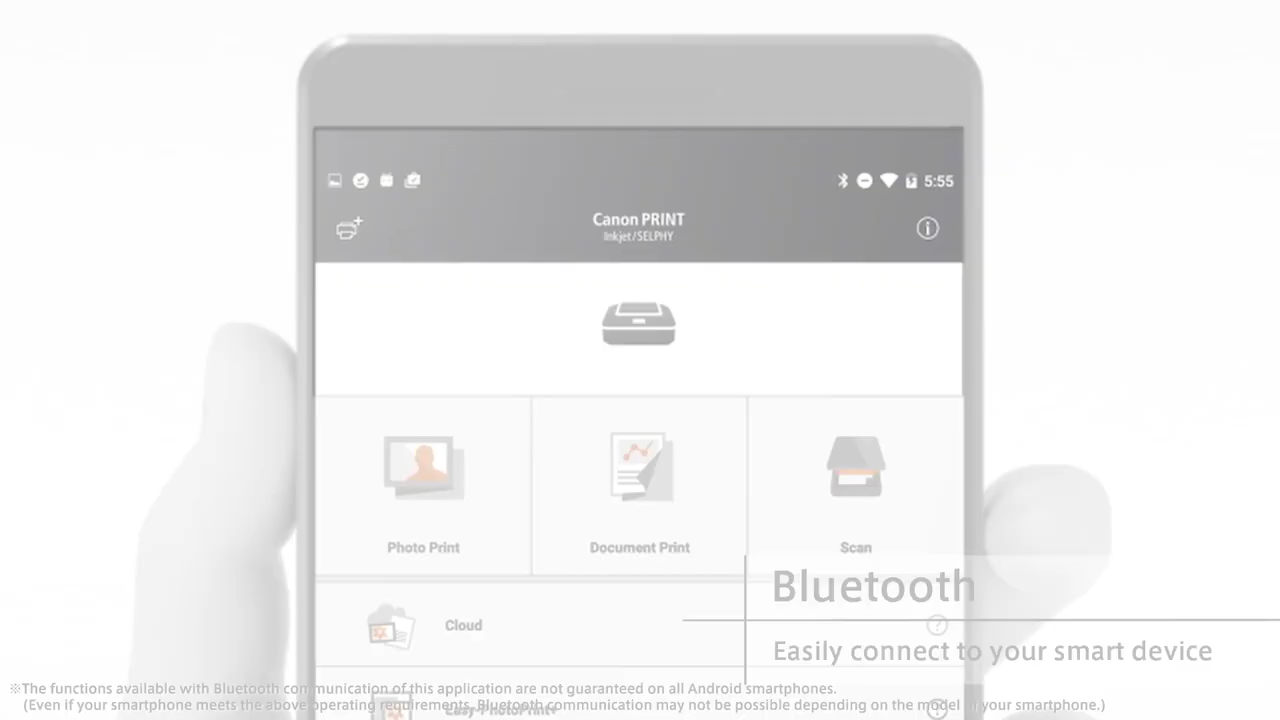 5:55
Canon PRINT
Inkjet/SELPHY
Photo Print
Document Print
Scan
Bluetooth
Cloud
Easily connect to your smart device
※The functions available with Bluetooth communication of this application are not guaranteed on all Android smartphones.
(Even if your smartphone meets the above operating requirements, Bluetooth communication may not be possible depending on the model of your smartphone.)
Easy-PhotoPrint+